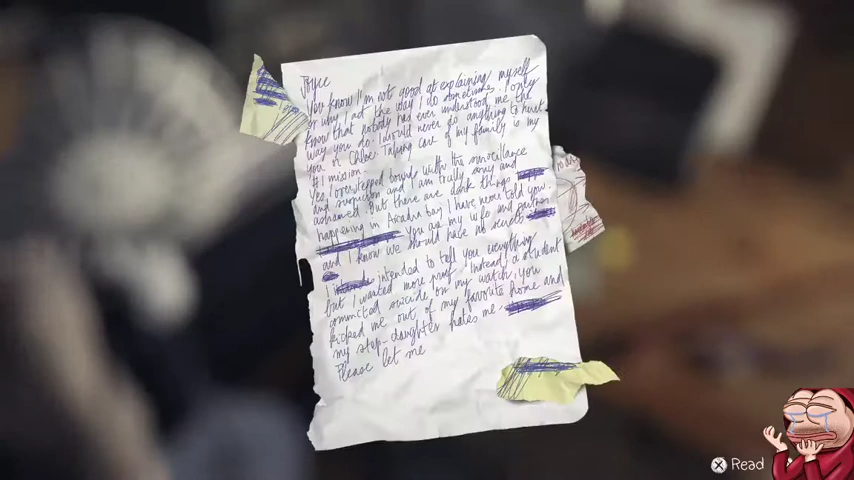 Joyce
You know I'm not good at explaining myself
or why I act the way I do sometimes. I only
know that nobody has ever understood me the
way you do. I would never do anything to hurt
you or Chloe. Taking care of my family is my
#1 mission.
Yes I overstepped bounds with the surveillance
and suspicion and I am truly sorry and
ashamed. But there are dark things
happening in Arcadia bay I have never told you.
You are my wife and partner
and I know we should have no secrets
I intended to tell you everything
but I wanted more proof. Instead, a student
committed suicide, on my watch, you
kicked me out of my favorite home and
my step-daughter hates me.
Please let me
Read